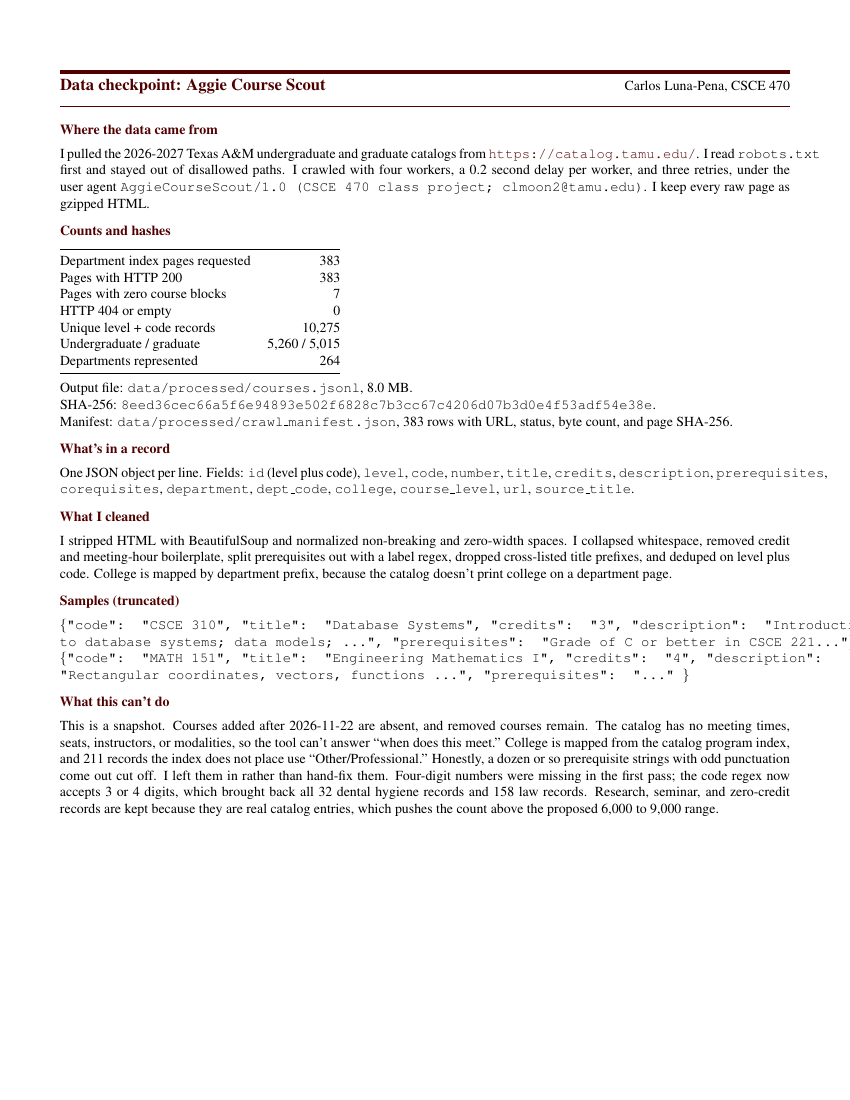 Data checkpoint: Aggie Course Scout
Carlos Luna-Pena, CSCE 470
Where the data came from
I pulled the 2026-2027 Texas A&M undergraduate and graduate catalogs from https://catalog.tamu.edu/. I read robots.txt
first and stayed out of disallowed paths. I crawled with four workers, a 0.2 second delay per worker, and three retries, under the
user agent AggieCourseScout/1.0 (CSCE 470 class project; clmoon2@tamu.edu). I keep every raw page as
gzipped HTML.
Counts and hashes
Department index pages requested 383
Pages with HTTP 200 383
Pages with zero course blocks 7
HTTP 404 or empty 0
Unique level + code records 10,275
Undergraduate / graduate 5,260 / 5,015
Departments represented 264
Output file: data/processed/courses.jsonl, 8.0 MB.
SHA-256: 8eed36cec66a5f6e94893e502f6828c7b3cc67c4206d07b3d0e4f53adf54e38e.
Manifest: data/processed/crawl_manifest.json, 383 rows with URL, status, byte count, and page SHA-256.
What's in a record
One JSON object per line. Fields: id (level plus code), level, code, number, title, credits, description, prerequisites,
corequisites, department, dept_code, college, course_level, url, source_title.
What I cleaned
I stripped HTML with BeautifulSoup and normalized non-breaking and zero-width spaces. I collapsed whitespace, removed credit
and meeting-hour boilerplate, split prerequisites out with a label regex, dropped cross-listed title prefixes, and deduped on level plus
code. College is mapped by department prefix, because the catalog doesn't print college on a department page.
Samples (truncated)
{"code": "CSCE 310", "title": "Database Systems", "credits": "3", "description": "Introducti
to database systems; data models; ...", "prerequisites": "Grade of C or better in CSCE 221..."
{"code": "MATH 151", "title": "Engineering Mathematics I", "credits": "4", "description":
"Rectangular coordinates, vectors, functions ...", "prerequisites": "..." }
What this can't do
This is a snapshot. Courses added after 2026-11-22 are absent, and removed courses remain. The catalog has no meeting times,
seats, instructors, or modalities, so the tool can't answer “when does this meet.” College is mapped from the catalog program index,
and 211 records the index does not place use “Other/Professional.” Honestly, a dozen or so prerequisite strings with odd punctuation
come out cut off. I left them in rather than hand-fix them. Four-digit numbers were missing in the first pass; the code regex now
accepts 3 or 4 digits, which brought back all 32 dental hygiene records and 158 law records. Research, seminar, and zero-credit
records are kept because they are real catalog entries, which pushes the count above the proposed 6,000 to 9,000 range.